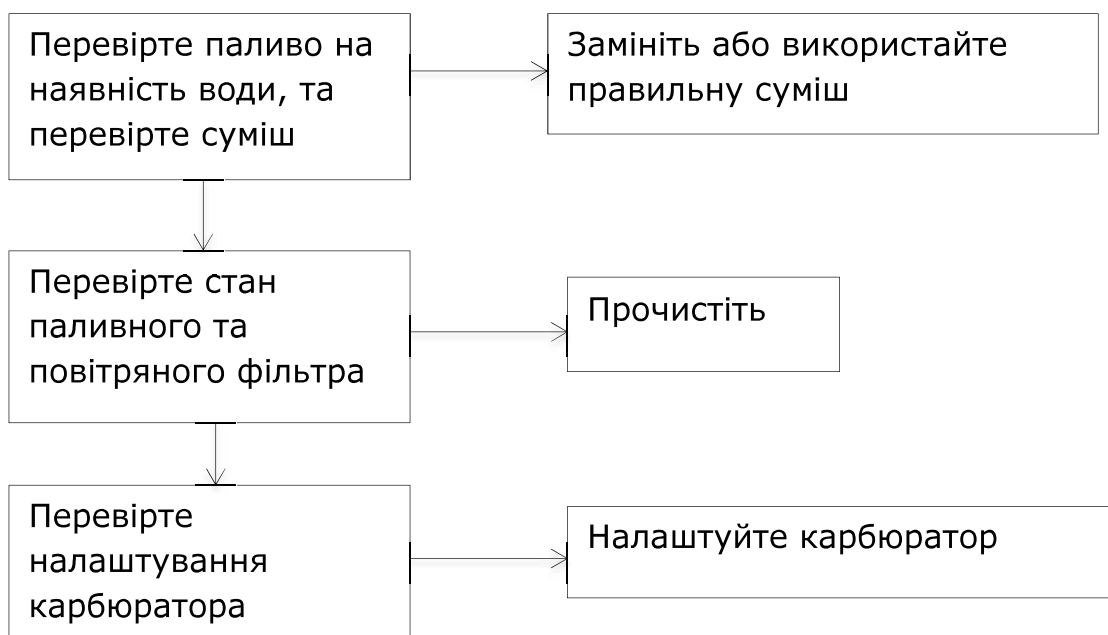 Перевірте паливо на
наявність води, та
перевірте суміш
Замініть або використайте
правильну суміш
Перевірте стан
паливного та
повітряного фільтра
Прочистіть
Перевірте
налаштування
карбюратора
Налаштуйте карбюратор